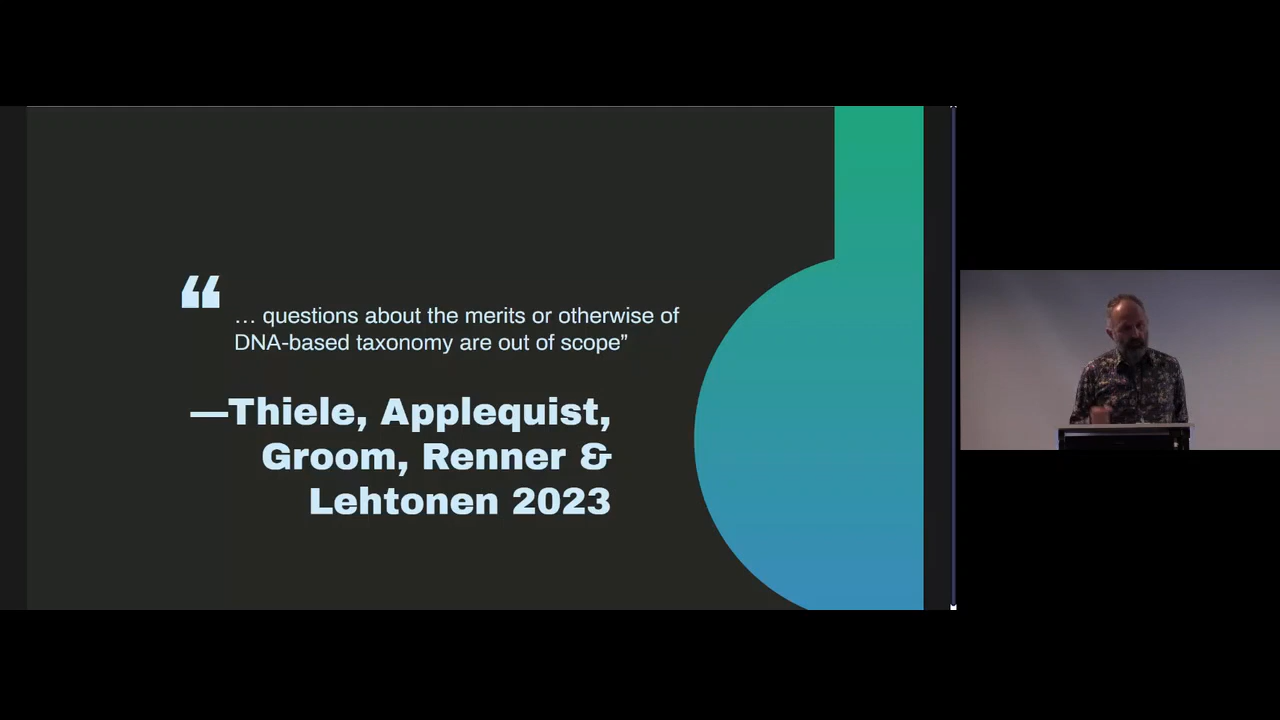 “
… questions about the merits or otherwise of
DNA-based taxonomy are out of scope”
—Thiele, Applequist,
Groom, Renner &
Lehtonen 2023